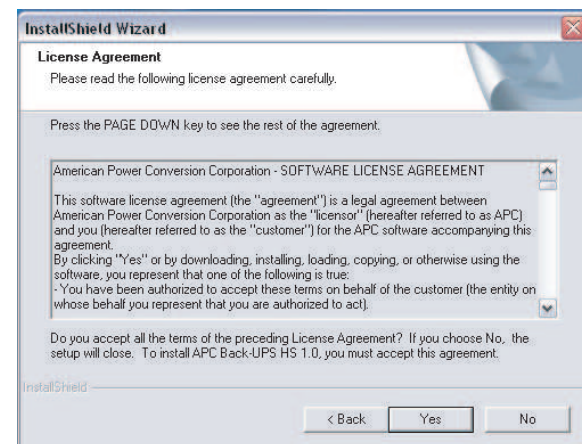 InstallShield Wizard
License Agreement
Please read the following license agreement carefully.
Press the PAGE DOWN key to see the rest of the agreement.
American Power Conversion Corporation - SOFTWARE LICENSE AGREEMENT
This software license agreement (the "agreement") is a legal agreement between
American Power Conversion Corporation as the "licensor" (hereafter referred to as APC)
and you (hereafter referred to as the "customer") for the APC software accompanying this
agreement.
By clicking "Yes" or by downloading, installing, loading, copying, or otherwise using the
software, you represent that one of the following is true:
- You have been authorized to accept these terms on behalf of the customer (the entity on
whose behalf you represent that you are authorized to act).
Do you accept all the terms of the preceding License Agreement? If you choose No, the
setup will close. To install APC Back-UPS HS 1.0, you must accept this agreement.
InstallShield
< Back Yes No